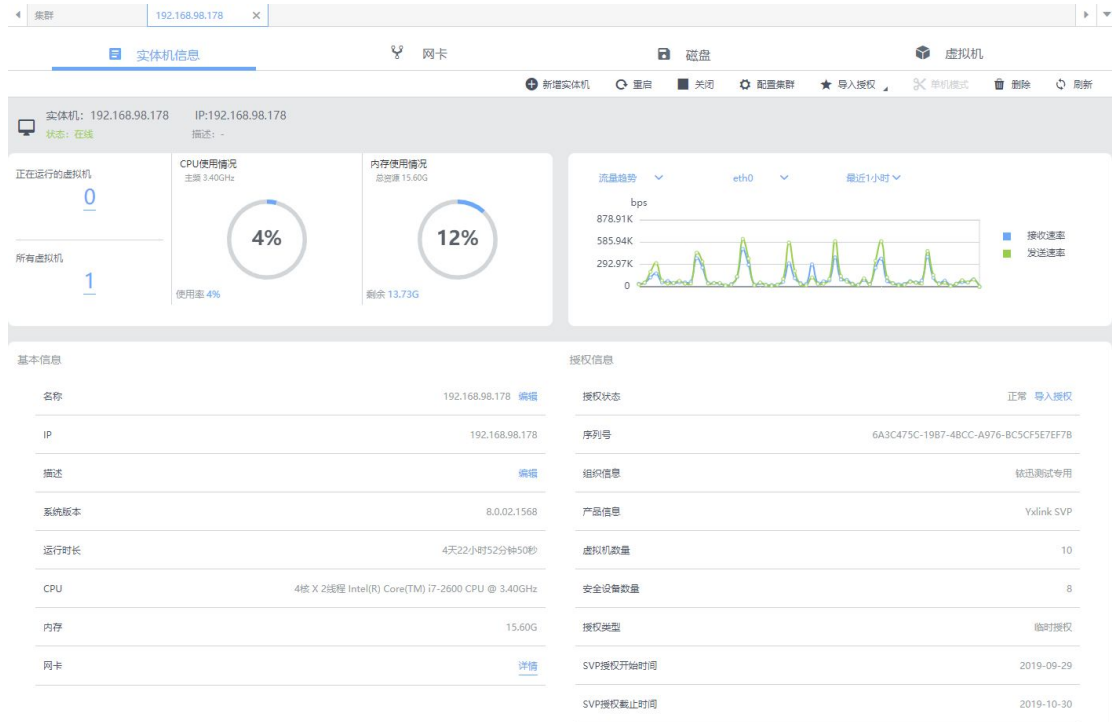 集群
192.168.98.178
实体机信息
网卡
磁盘
虚拟机
新增实体机
重启
关闭
配置集群
导入授权
单机模式
删除
刷新
实体机：192.168.98.178 IP:192.168.98.178
状态：在线 描述：-
正在运行的虚拟机
0
所有虚拟机
1
CPU使用情况
主频 3.40GHz
4%
使用率 4%
内存使用情况
总资源 15.60G
12%
剩余 13.73G
流量趋势
eth0
最近1小时
bps
878.91K
585.94K
292.97K
0
接收速率
发送速率
基本信息
名称 192.168.98.178 编辑
IP 192.168.98.178
描述 编辑
系统版本 8.0.02.1568
运行时长 4天22小时52分钟50秒
CPU 4核 X 2线程 Intel(R) Core(TM) i7-2600 CPU @ 3.40GHz
内存 15.60G
网卡 详情
授权信息
授权状态 正常 导入授权
序列号 6A3C475C-19B7-4BCC-A976-BC5CF5E7EF7B
组织信息 铱迅测试专用
产品信息 Yxlink SVP
虚拟机数量 10
安全设备数量 8
授权类型 临时授权
SVP授权开始时间 2019-09-29
SVP授权截止时间 2019-10-30